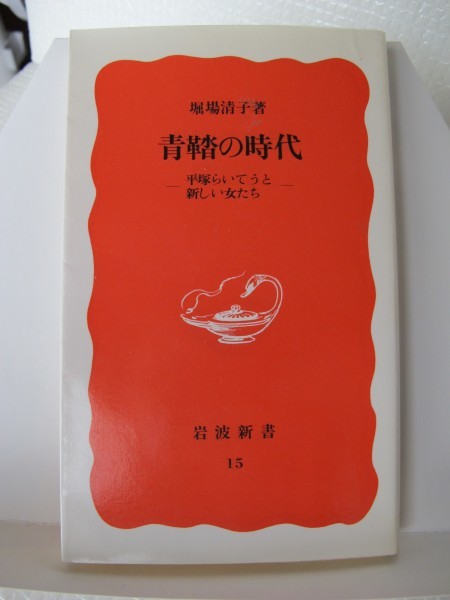 堀場清子著
青鞜の時代
―平塚らいてうと
新しい女たち―
岩波新書
15